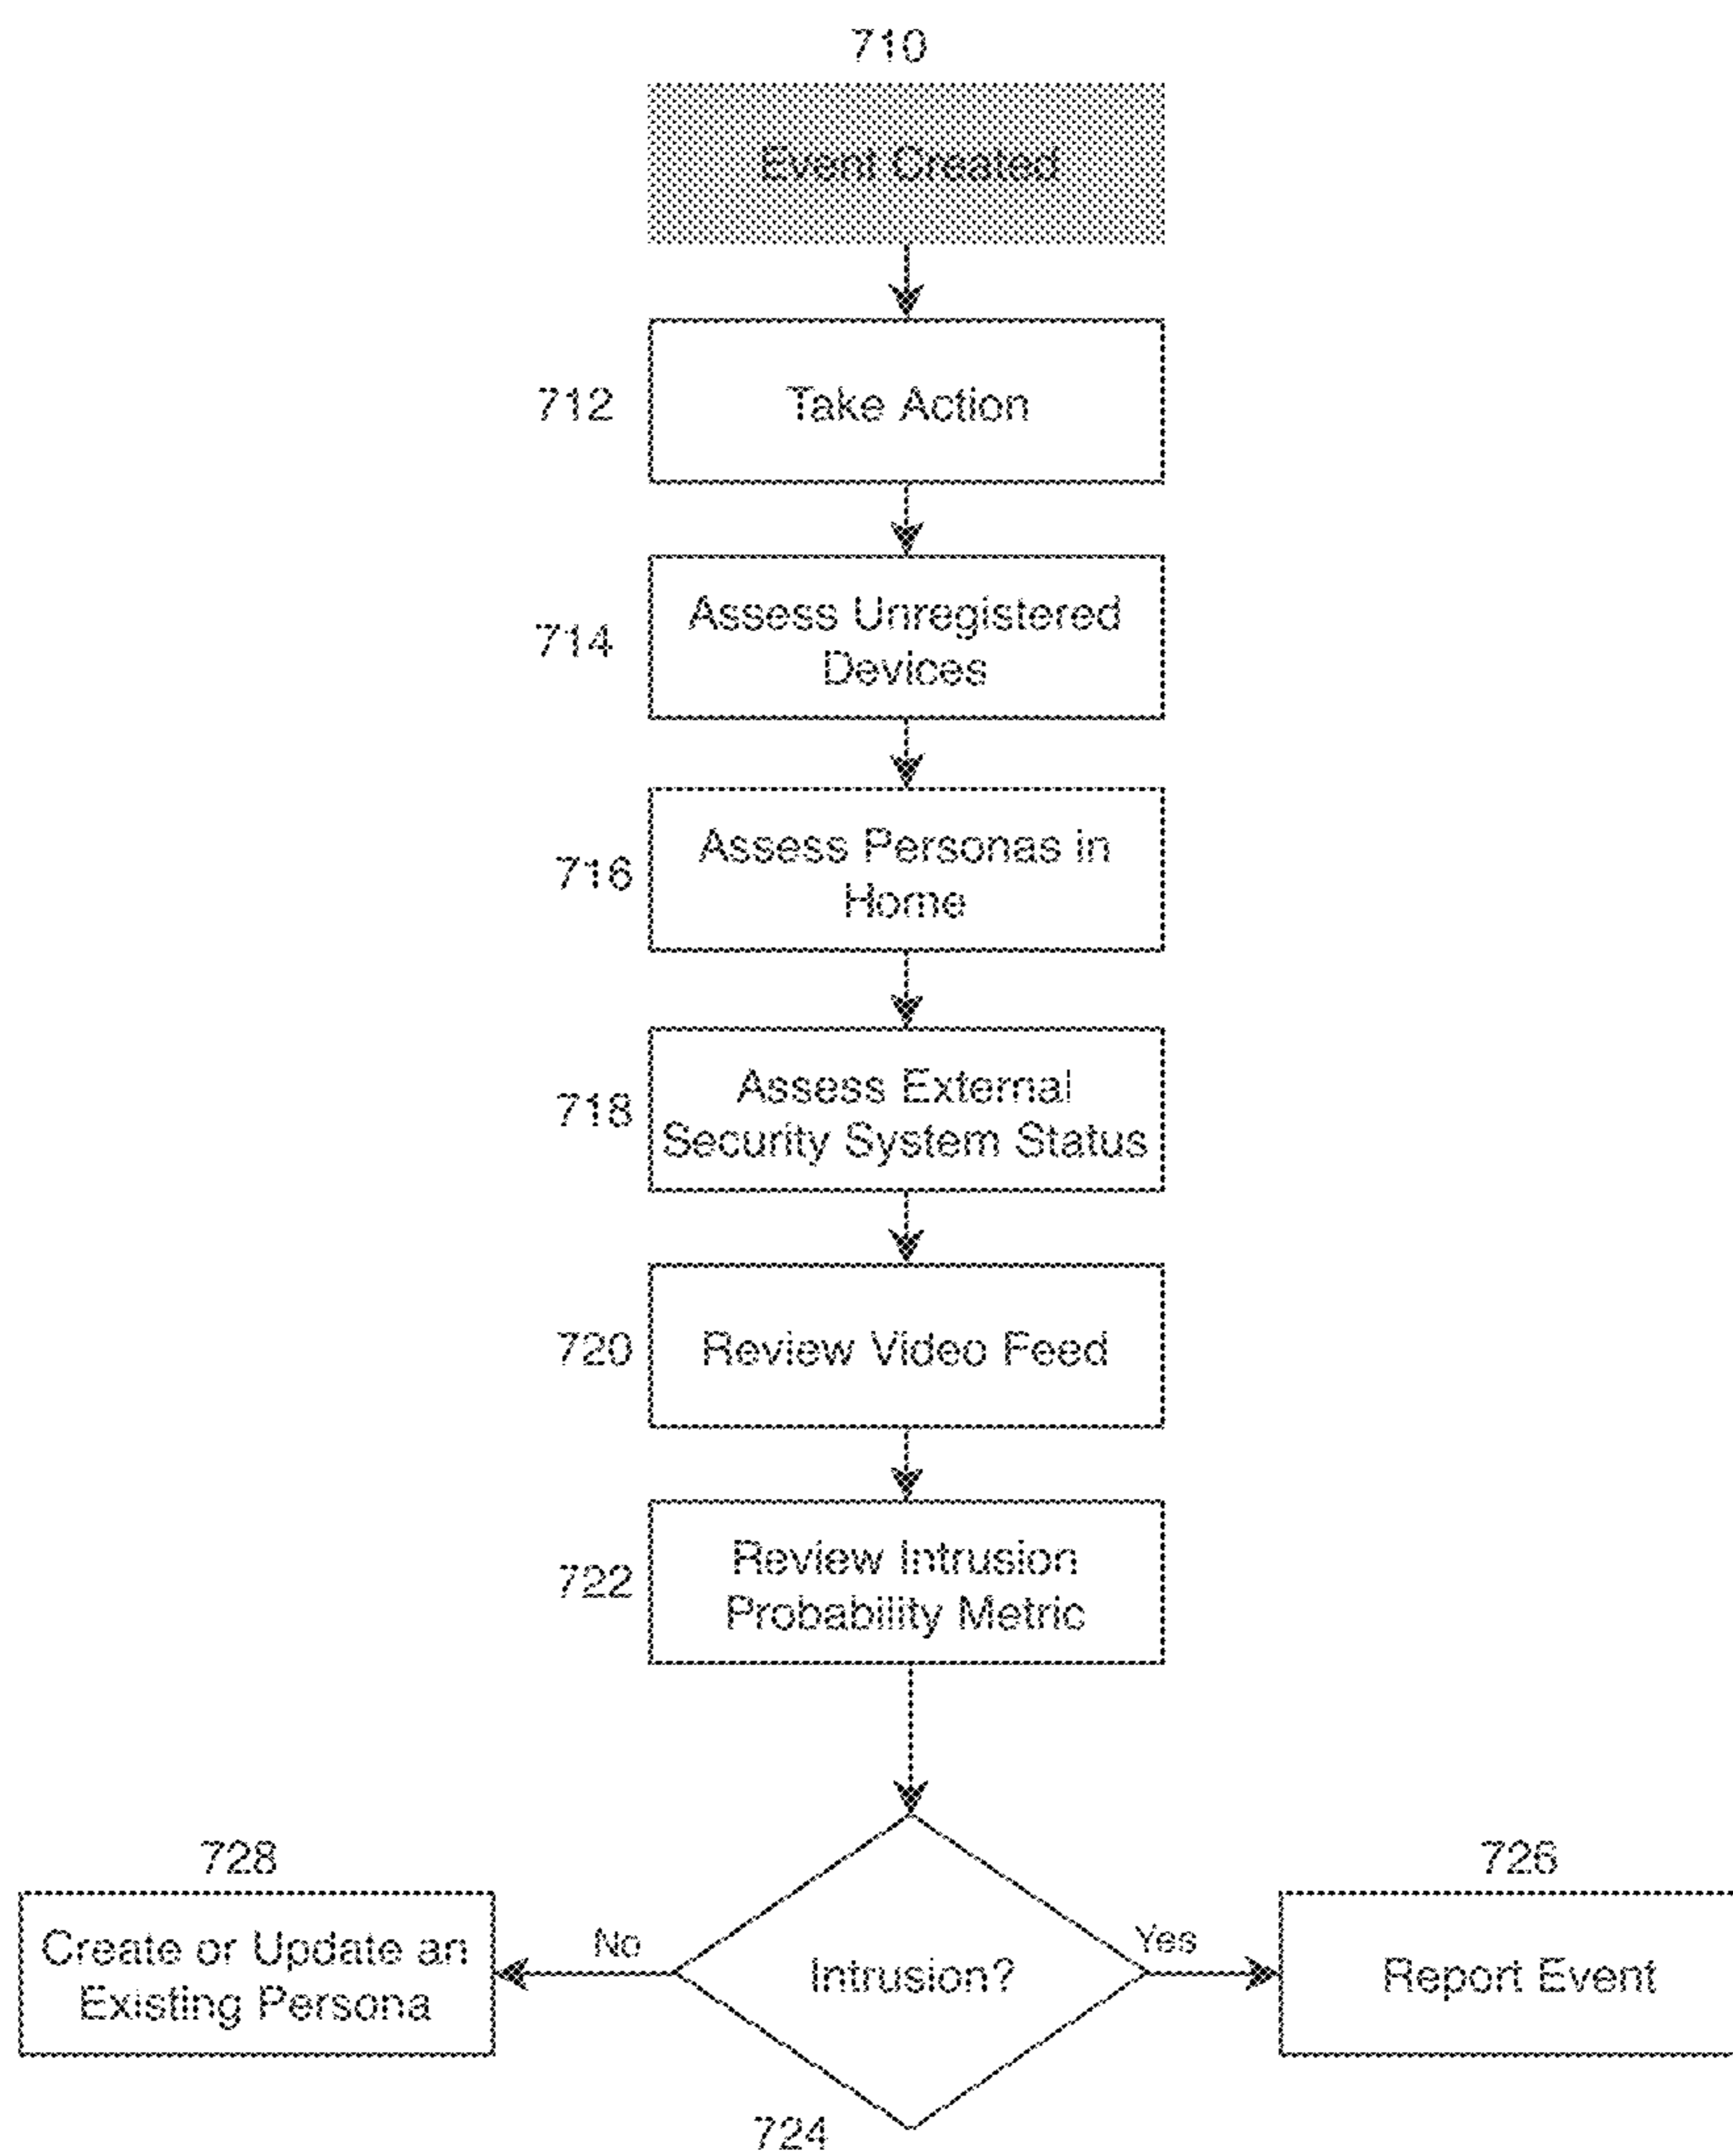 710
Event Created
712
Take Action
714
Assess Unregistered
Devices
716
Assess Personas in
Home
718
Assess External
Security System Status
720
Review Video Feed
722
Review Intrusion
Probability Metric
728
726
Create or Update an
Existing Persona
No
Intrusion?
Yes
Report Event
724